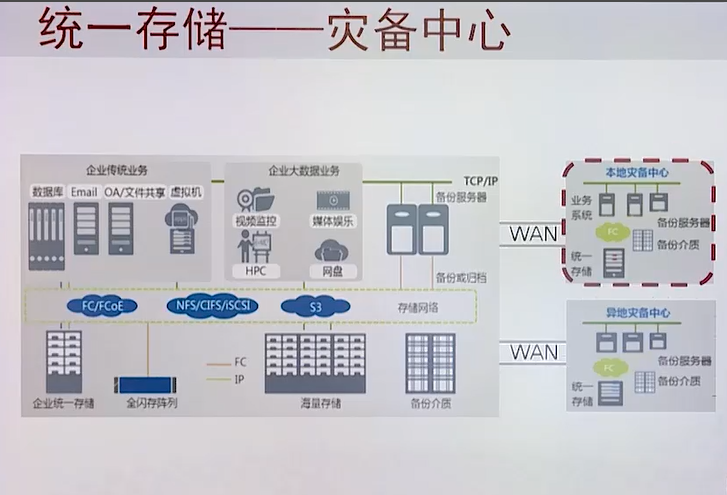 统一存储——灾备中心
企业传统业务
数据库 Email OA/文件共享 虚拟机
企业大数据业务
视频监控 媒体娱乐
HPC 网盘
TCP/IP
备份服务器
备份或归档
FC/FCoE NFS/CIFS/iSCSI S3 存储网络
FC
IP
企业统一存储 全闪存阵列 海量存储 备份介质
WAN
WAN
本地灾备中心
业务系统
备份服务器
FC
备份介质
统一存储
异地灾备中心
备份服务器
FC
备份介质
统一存储